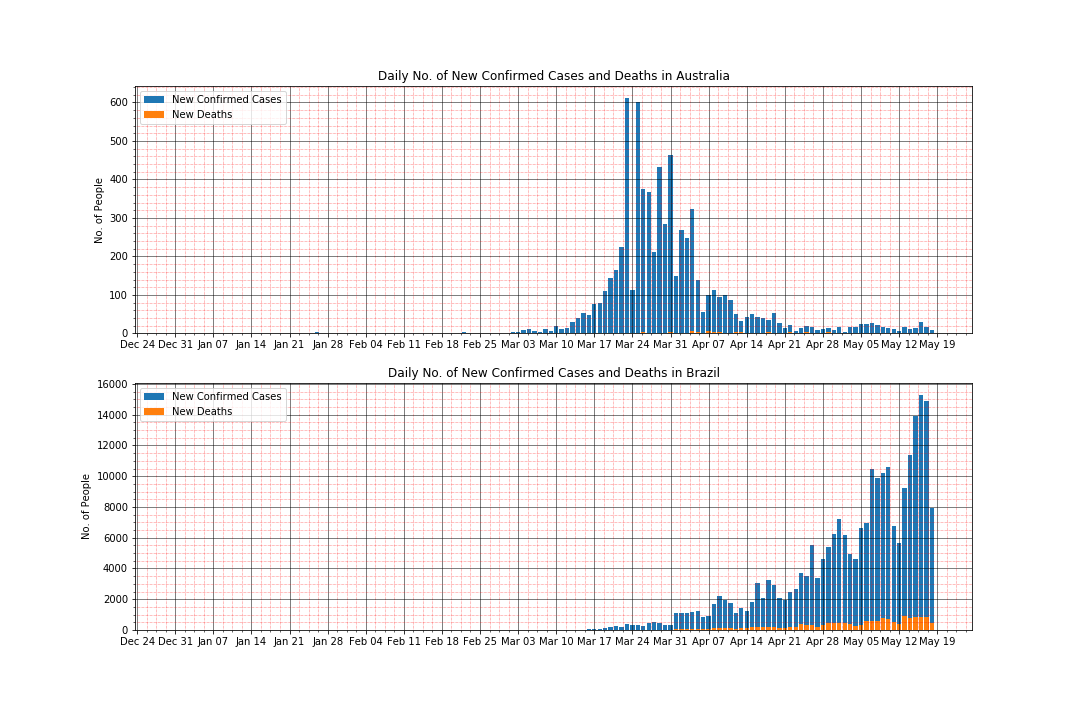 Daily No. of New Confirmed Cases and Deaths in Australia
New Confirmed Cases
New Deaths
No. of People
600
500
400
300
200
100
0
Dec 24 Dec 31 Jan 07 Jan 14 Jan 21 Jan 28 Feb 04 Feb 11 Feb 18 Feb 25 Mar 03 Mar 10 Mar 17 Mar 24 Mar 31 Apr 07 Apr 14 Apr 21 Apr 28 May 05 May 12 May 19
Daily No. of New Confirmed Cases and Deaths in Brazil
New Confirmed Cases
New Deaths
No. of People
16000
14000
12000
10000
8000
6000
4000
2000
0
Dec 24 Dec 31 Jan 07 Jan 14 Jan 21 Jan 28 Feb 04 Feb 11 Feb 18 Feb 25 Mar 03 Mar 10 Mar 17 Mar 24 Mar 31 Apr 07 Apr 14 Apr 21 Apr 28 May 05 May 12 May 19